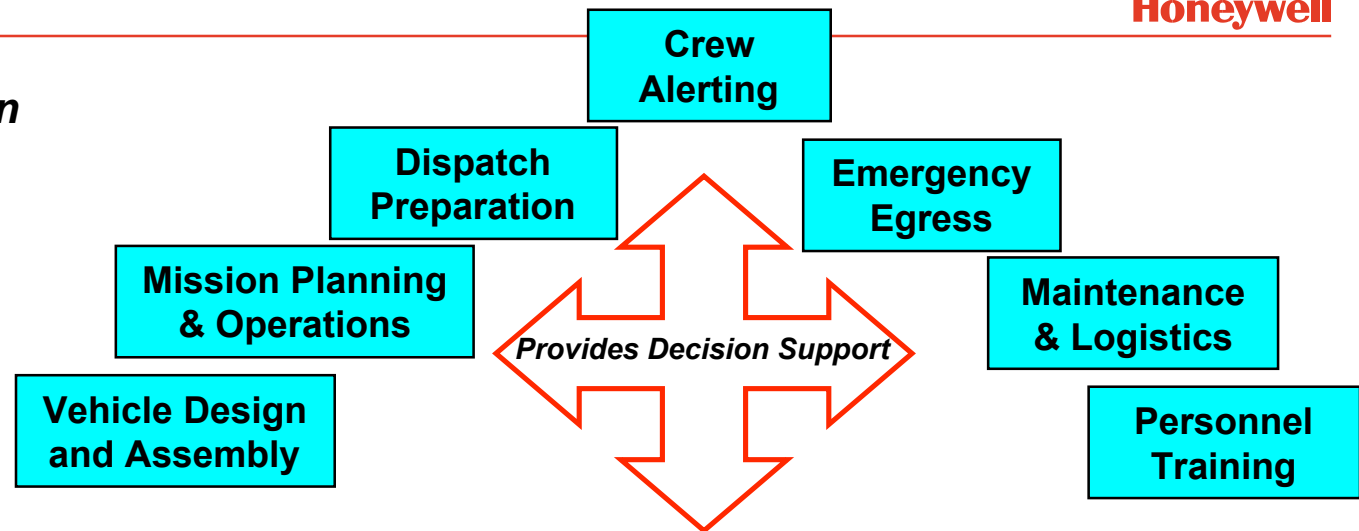 Honeywell
n
Crew
Alerting
Dispatch
Preparation
Emergency
Egress
Mission Planning
& Operations
Maintenance
& Logistics
Provides Decision Support
Vehicle Design
and Assembly
Personnel
Training